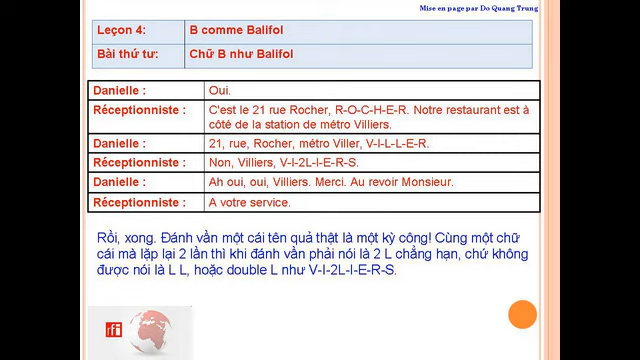 Mise en page par Do Quang Trung
Leçon 4: B comme Balifol
Bài thứ tư: Chữ B như Balifol
Danielle : Oui.
Réceptionniste : C'est le 21 rue Rocher, R-O-C-H-E-R. Notre restaurant est à
côté de la station de métro Villiers.
Danielle : 21, rue, Rocher, métro Viller, V-I-L-L-E-R.
Réceptionniste : Non, Villiers, V-I-2L-I-E-R-S.
Danielle : Ah oui, oui, Villiers. Merci. Au revoir Monsieur.
Réceptionniste : A votre service.
Rồi, xong. Đánh vần một cái tên quả thật là một kỳ công! Cùng một chữ
cái mà lặp lại 2 lần thì khi đánh vần phải nói là 2 L chẳng hạn, chứ không
được nói là L L, hoặc double L như V-I-2L-I-E-R-S.
rfi